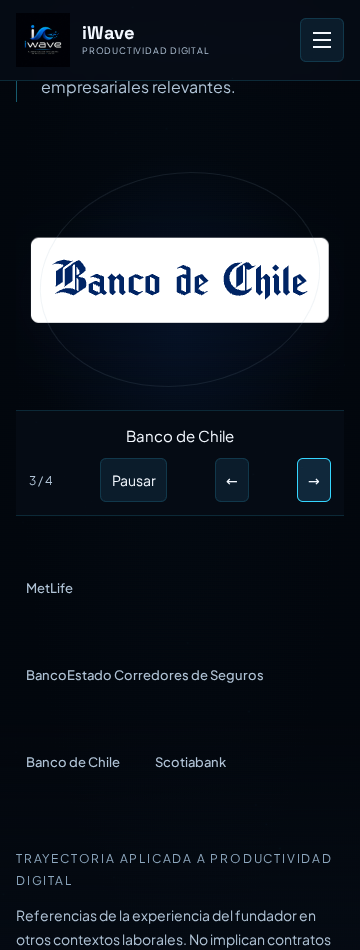 iWave
iWave
PRODUCTIVIDAD DIGITAL
empresariales relevantes.
Banco de Chile
Banco de Chile
3 / 4
Pausar
←
→
MetLife
BancoEstado Corredores de Seguros
Banco de Chile
Scotiabank
TRAYECTORIA APLICADA A PRODUCTIVIDAD
DIGITAL
Referencias de la experiencia del fundador en
otros contextos laborales. No implican contratos